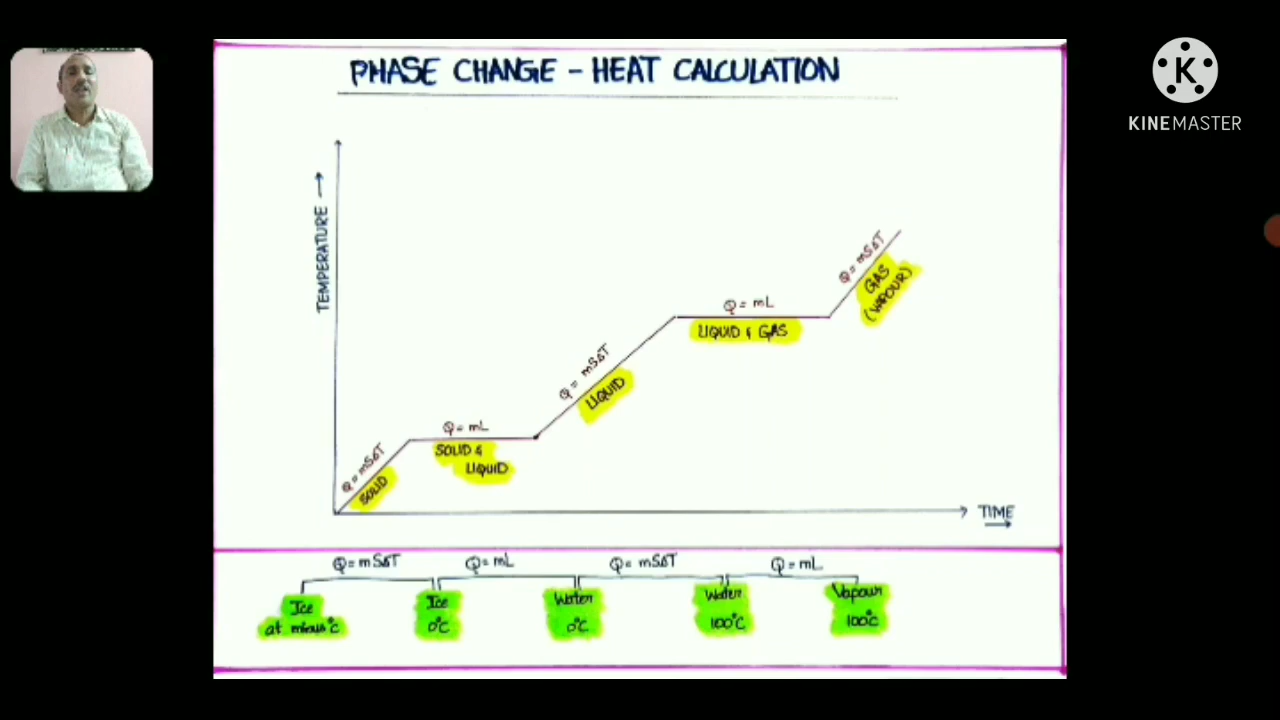 PHASE CHANGE - HEAT CALCULATION
KINEMASTER
TEMPERATURE →
Q = mSΔT
GAS
(VAPOUR)
Q = mL
LIQUID & GAS
Q = mSΔT
LIQUID
Q = mL
SOLID &
LIQUID
Q = mSΔT
SOLID
TIME →
Q = mSΔT
Q = mL
Q = mSΔT
Q = mL
Ice
at minus°C
Ice
0°C
Water
0°C
Water
100°C
Vapour
100°C